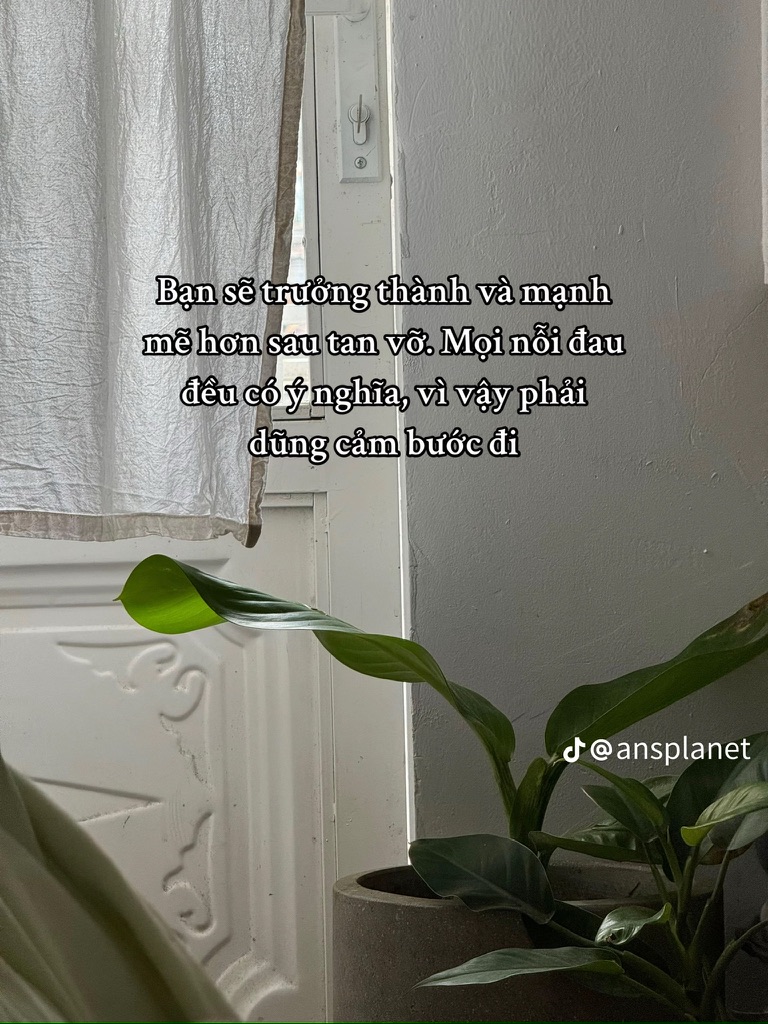 Bạn sẽ trưởng thành và mạnh
mẽ hơn sau tan vỡ. Mọi nỗi đau
đều có ý nghĩa, vì vậy phải
dũng cảm bước đi
@ansplanet